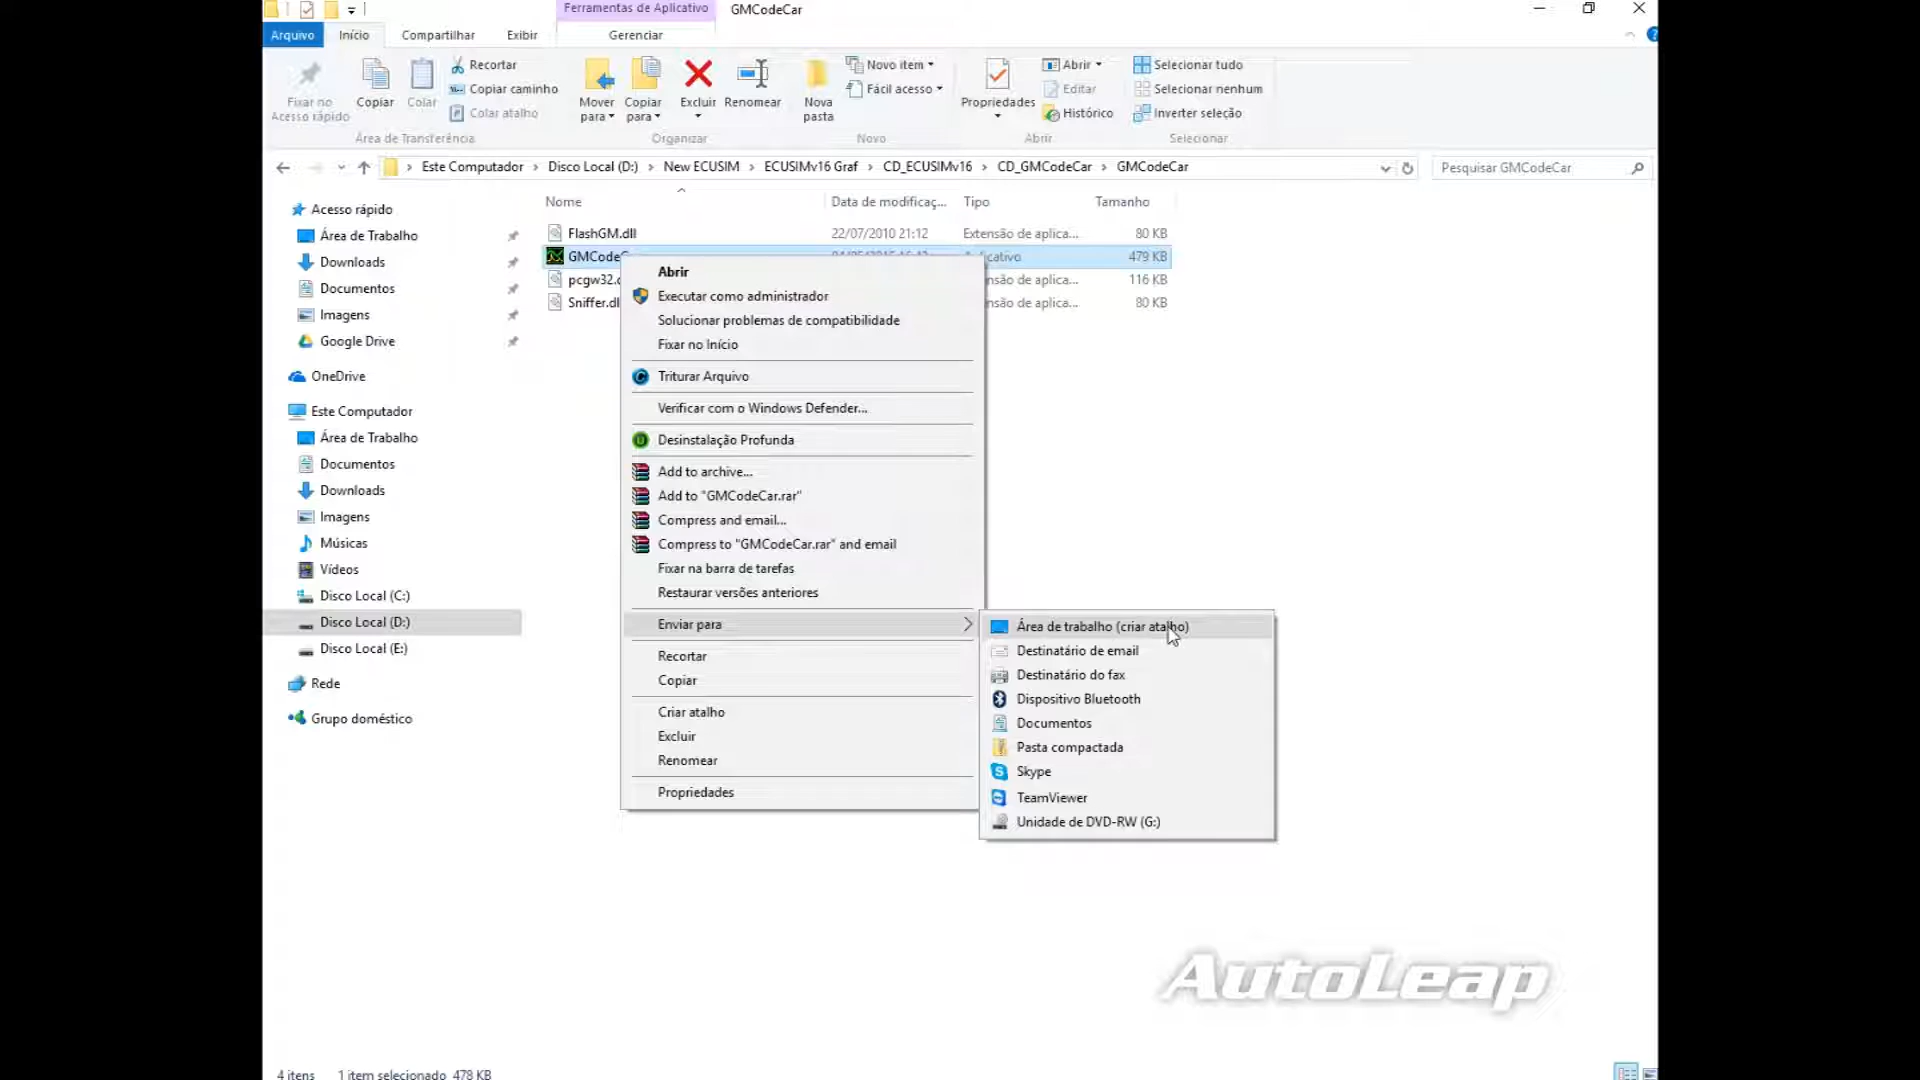 Ferramentas de Aplicativo GMCodeCar
Arquivo Início Compartilhar Exibir Gerenciar
Fixar no Acesso rápido
Copiar
Colar
Recortar
Copiar caminho
Colar atalho
Área de Transferência
Mover para
Copiar para
Excluir
Renomear
Organizar
Nova pasta
Novo item
Fácil acesso
Novo
Propriedades
Abrir
Editar
Histórico
Abrir
Selecionar tudo
Selecionar nenhum
Inverter seleção
Selecionar
Este Computador > Disco Local (D:) > New ECUSIM > ECUSIMv16 Graf > CD_ECUSIMv16 > CD_GMCodeCar > GMCodeCar
Pesquisar GMCodeCar
Acesso rápido
Área de Trabalho
Downloads
Documentos
Imagens
Google Drive
OneDrive
Este Computador
Área de Trabalho
Documentos
Downloads
Imagens
Músicas
Vídeos
Disco Local (C:)
Disco Local (D:)
Disco Local (E:)
Rede
Grupo doméstico
Nome Data de modificaç... Tipo Tamanho
FlashGM.dll 22/07/2010 21:12 Extensão de aplica... 80 KB
GMCodeC 479 KB
pcgw32. 116 KB
Sniffer.dl 80 KB
Abrir
Executar como administrador
Solucionar problemas de compatibilidade
Fixar no Início
Triturar Arquivo
Verificar com o Windows Defender...
Desinstalação Profunda
Add to archive...
Add to "GMCodeCar.rar"
Compress and email...
Compress to "GMCodeCar.rar" and email
Fixar na barra de tarefas
Restaurar versões anteriores
Enviar para
Recortar
Copiar
Criar atalho
Excluir
Renomear
Propriedades
Área de trabalho (criar atalho)
Destinatário de email
Destinatário do fax
Dispositivo Bluetooth
Documentos
Pasta compactada
Skype
TeamViewer
Unidade de DVD-RW (G:)
AutoLeap
4 itens 1 item selecionado 478 KB